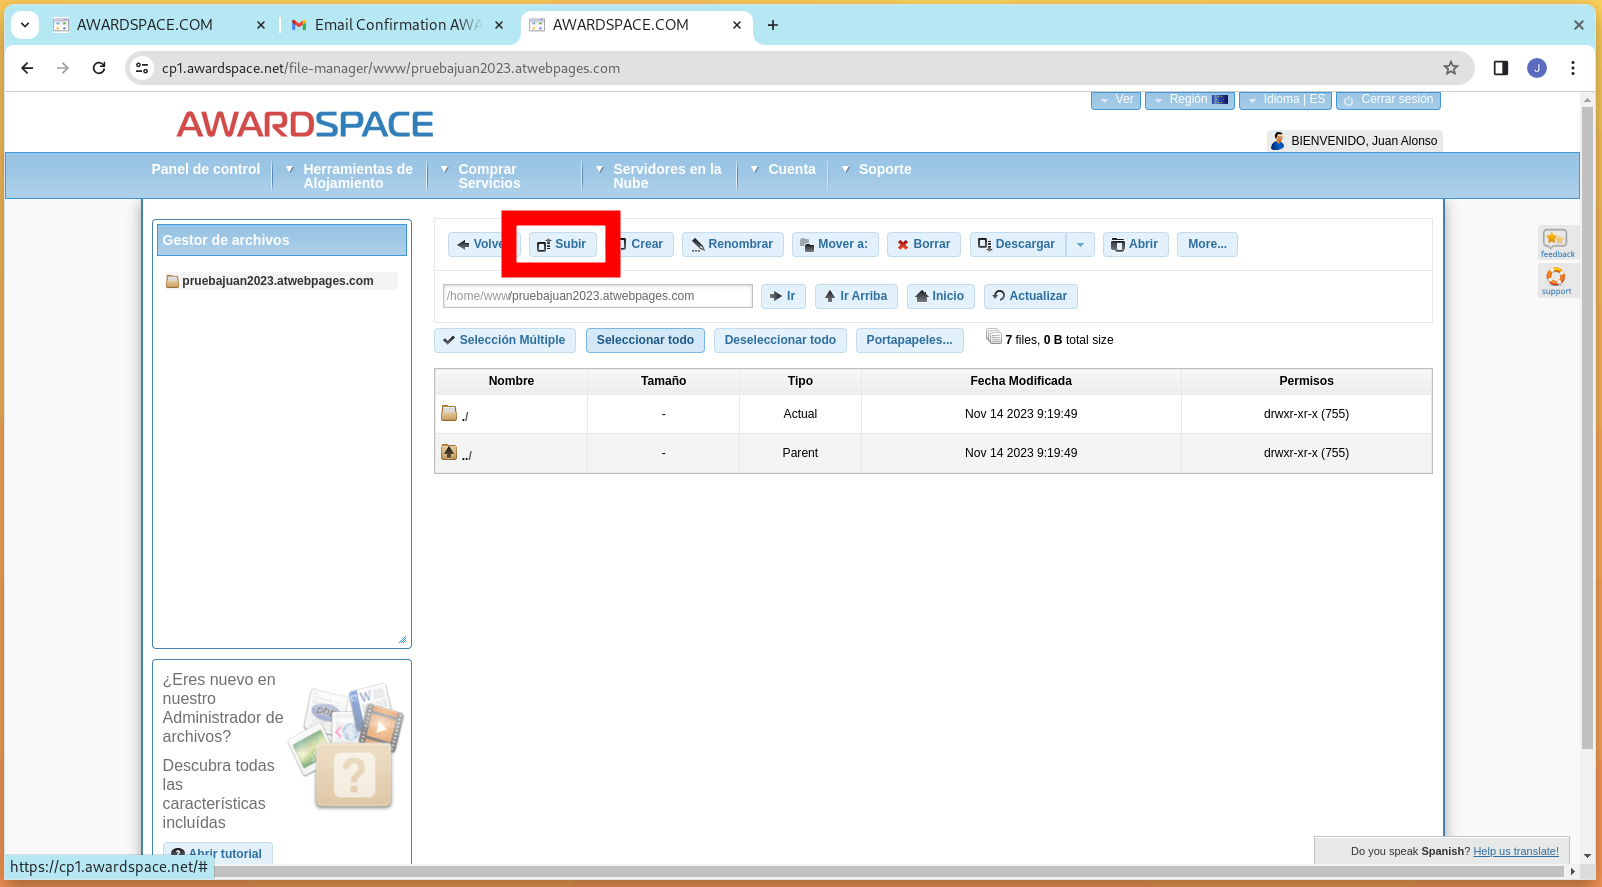 AWARDSPACE.COM
Email Confirmation AWA
AWARDSPACE.COM
cp1.awardspace.net/file-manager/www/pruebajuan2023.atwebpages.com
J
AWARDSPACE
Ver
Región
Idioma | ES
Cerrar sesión
BIENVENIDO, Juan Alonso
Panel de control
Herramientas de
Alojamiento
Comprar
Servicios
Servidores en la
Nube
Cuenta
Soporte
Gestor de archivos
pruebajuan2023.atwebpages.com
Volve
Subir
Crear
Renombrar
Mover a:
Borrar
Descargar
Abrir
More...
/home/www/pruebajuan2023.atwebpages.com
Ir
Ir Arriba
Inicio
Actualizar
Selección Múltiple
Seleccionar todo
Deseleccionar todo
Portapapeles...
7 files, 0 B total size
Nombre Tamaño Tipo Fecha Modificada Permisos
./ - Actual Nov 14 2023 9:19:49 drwxr-xr-x (755)
../ - Parent Nov 14 2023 9:19:49 drwxr-xr-x (755)
feedback
support
¿Eres nuevo en
nuestro
Administrador de
archivos?
Descubra todas
las
características
incluídas
php
W
?
Abrir tutorial
https://cp1.awardspace.net/#
Do you speak Spanish? Help us translate!